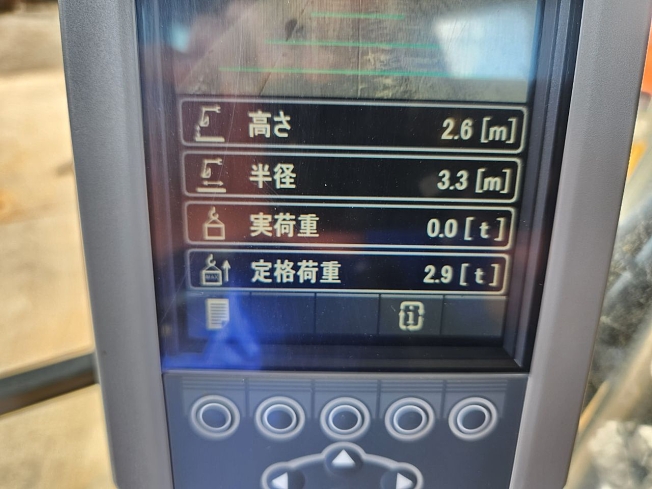 高さ 2.6 [m]
半径 3.3 [m]
実荷重 0.0 [t]
定格荷重 2.9 [t]